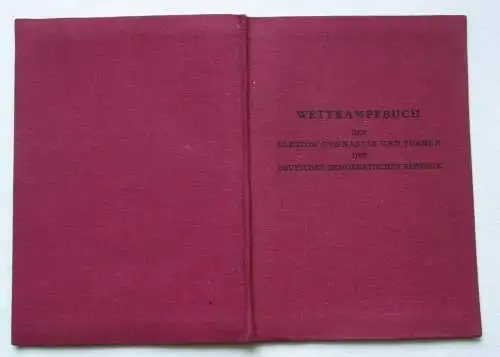 WETTKAMPFBUCH
DER
SEKTION GYMNASTIK UND TURNEN
DER
DEUTSCHEN DEMOKRATISCHEN REPUBLIK